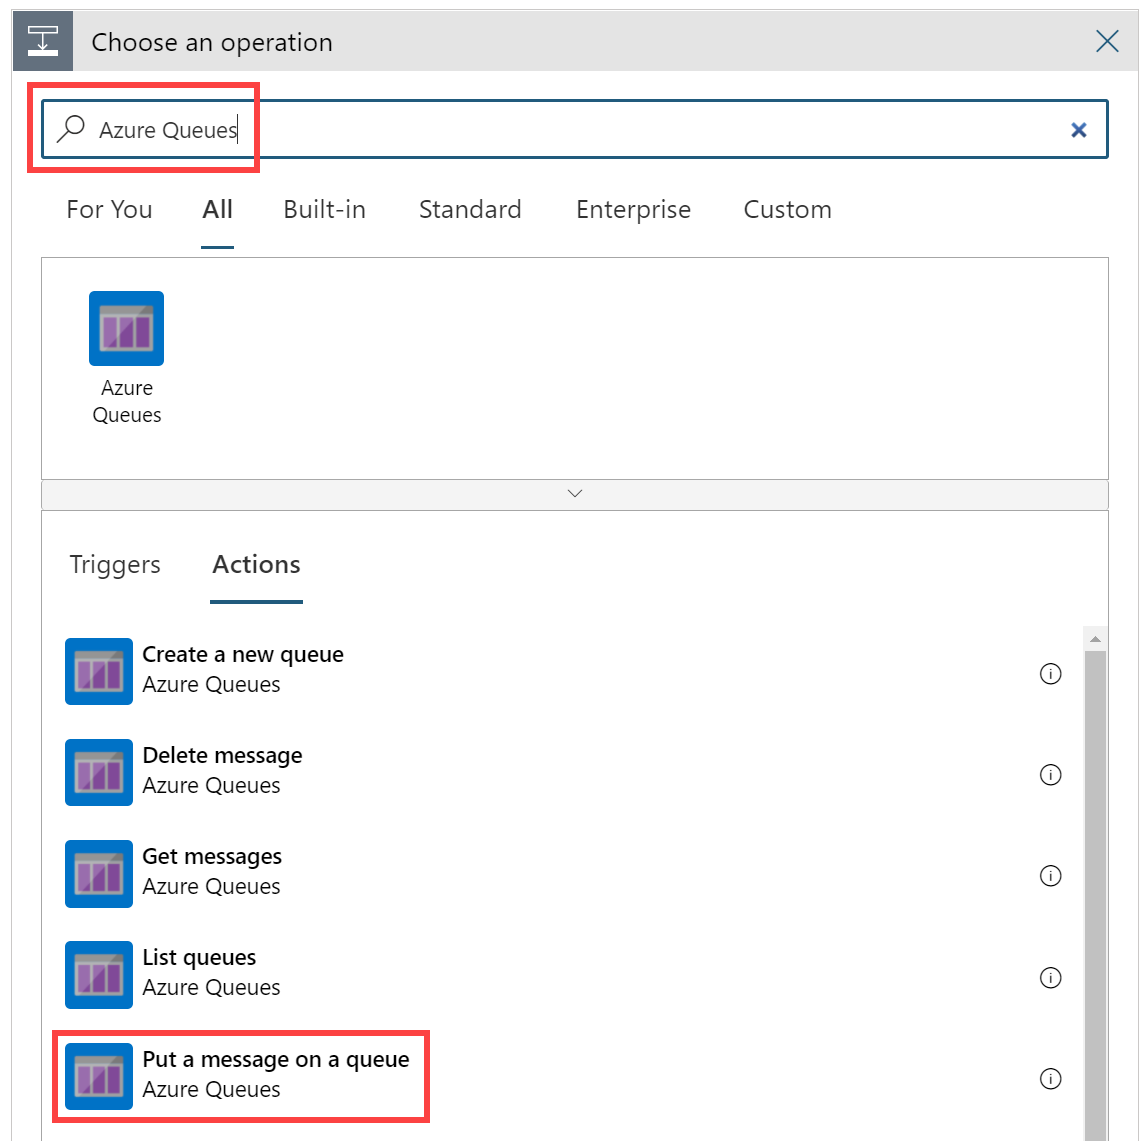 Choose an operation
Azure Queues
For You All Built-in Standard Enterprise Custom
Azure
Queues
Triggers Actions
Create a new queue
Azure Queues
Delete message
Azure Queues
Get messages
Azure Queues
List queues
Azure Queues
Put a message on a queue
Azure Queues